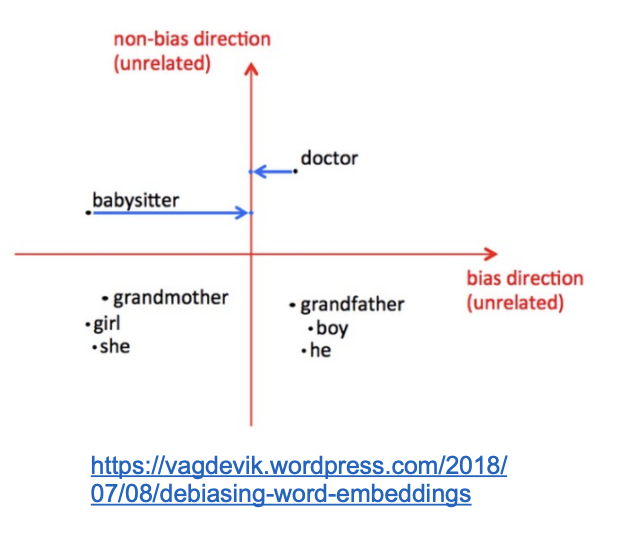 non-bias direction
(unrelated)
doctor
babysitter
bias direction
(unrelated)
grandmother
grandfather
girl
boy
she
he
https://vagdevik.wordpress.com/2018/
07/08/debiasing-word-embeddings